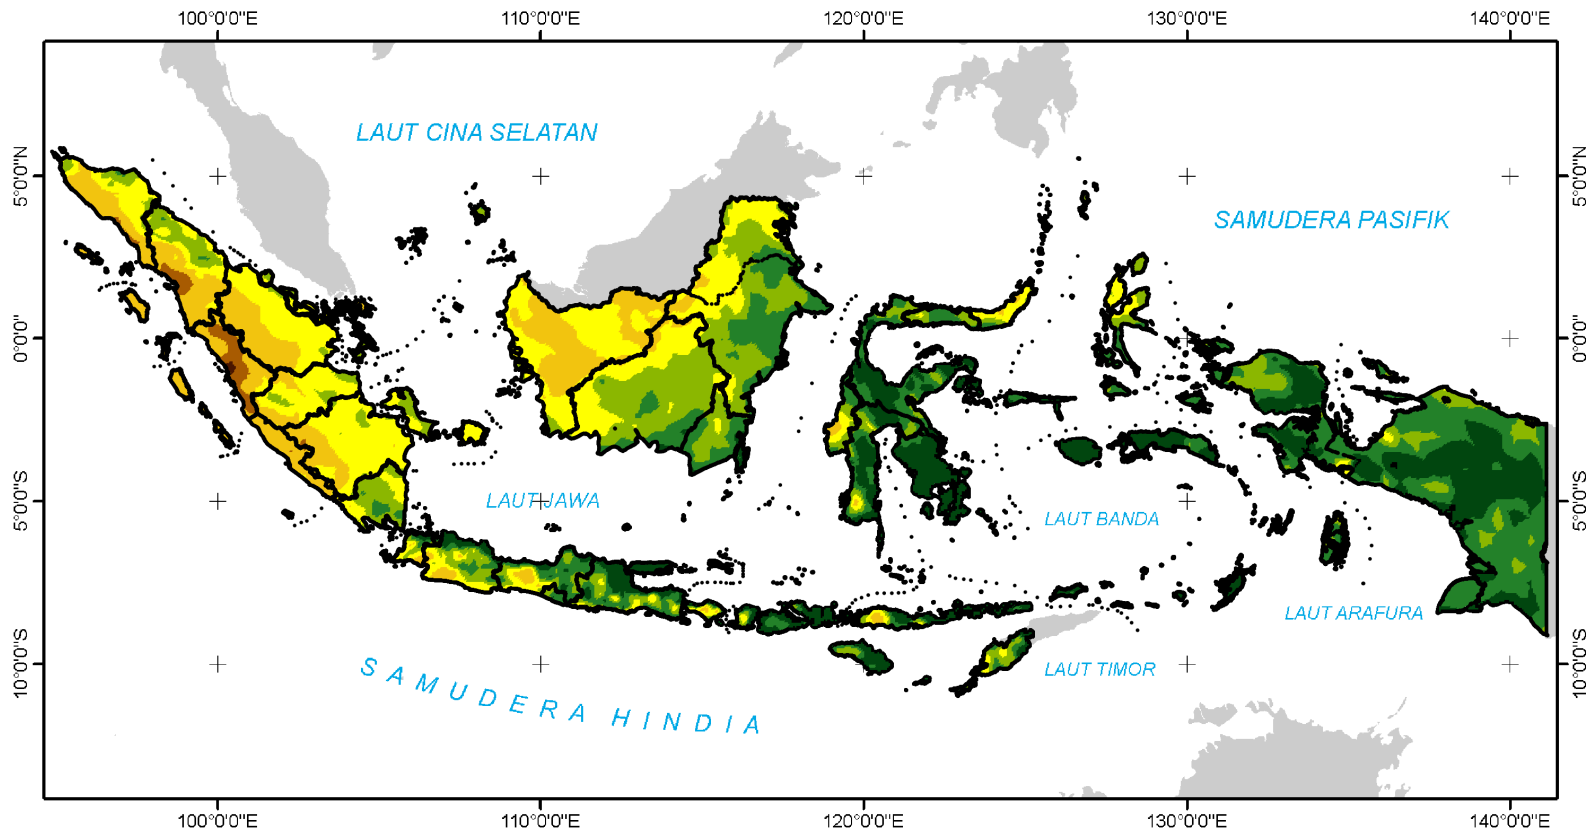 100°0'0"E 110°0'0"E 120°0'0"E 130°0'0"E 140°0'0"E
LAUT CINA SELATAN
5°0'0"N 5°0'0"N
SAMUDERA PASIFIK
0°0'0" 0°0'0"
LAUT JAWA
5°0'0"S 5°0'0"S
LAUT BANDA
LAUT ARAFURA
10°0'0"S 10°0'0"S
LAUT TIMOR
SAMUDERA HINDIA
100°0'0"E 110°0'0"E 120°0'0"E 130°0'0"E 140°0'0"E